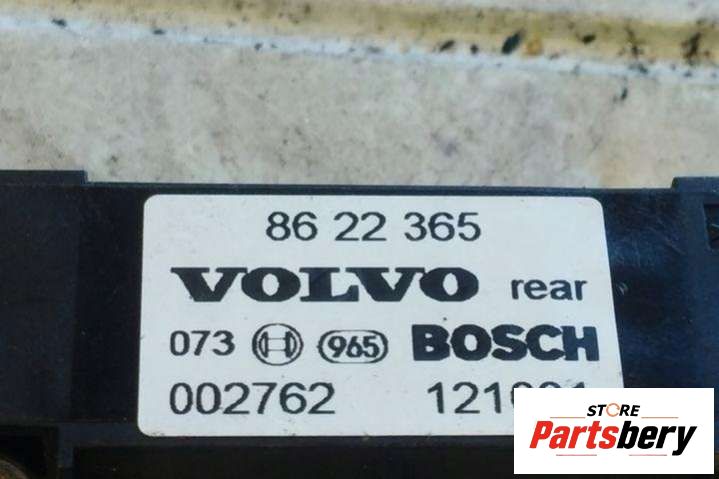 86 22 365
VOLVO rear
073 965 BOSCH
002762
STORE
Partsbery